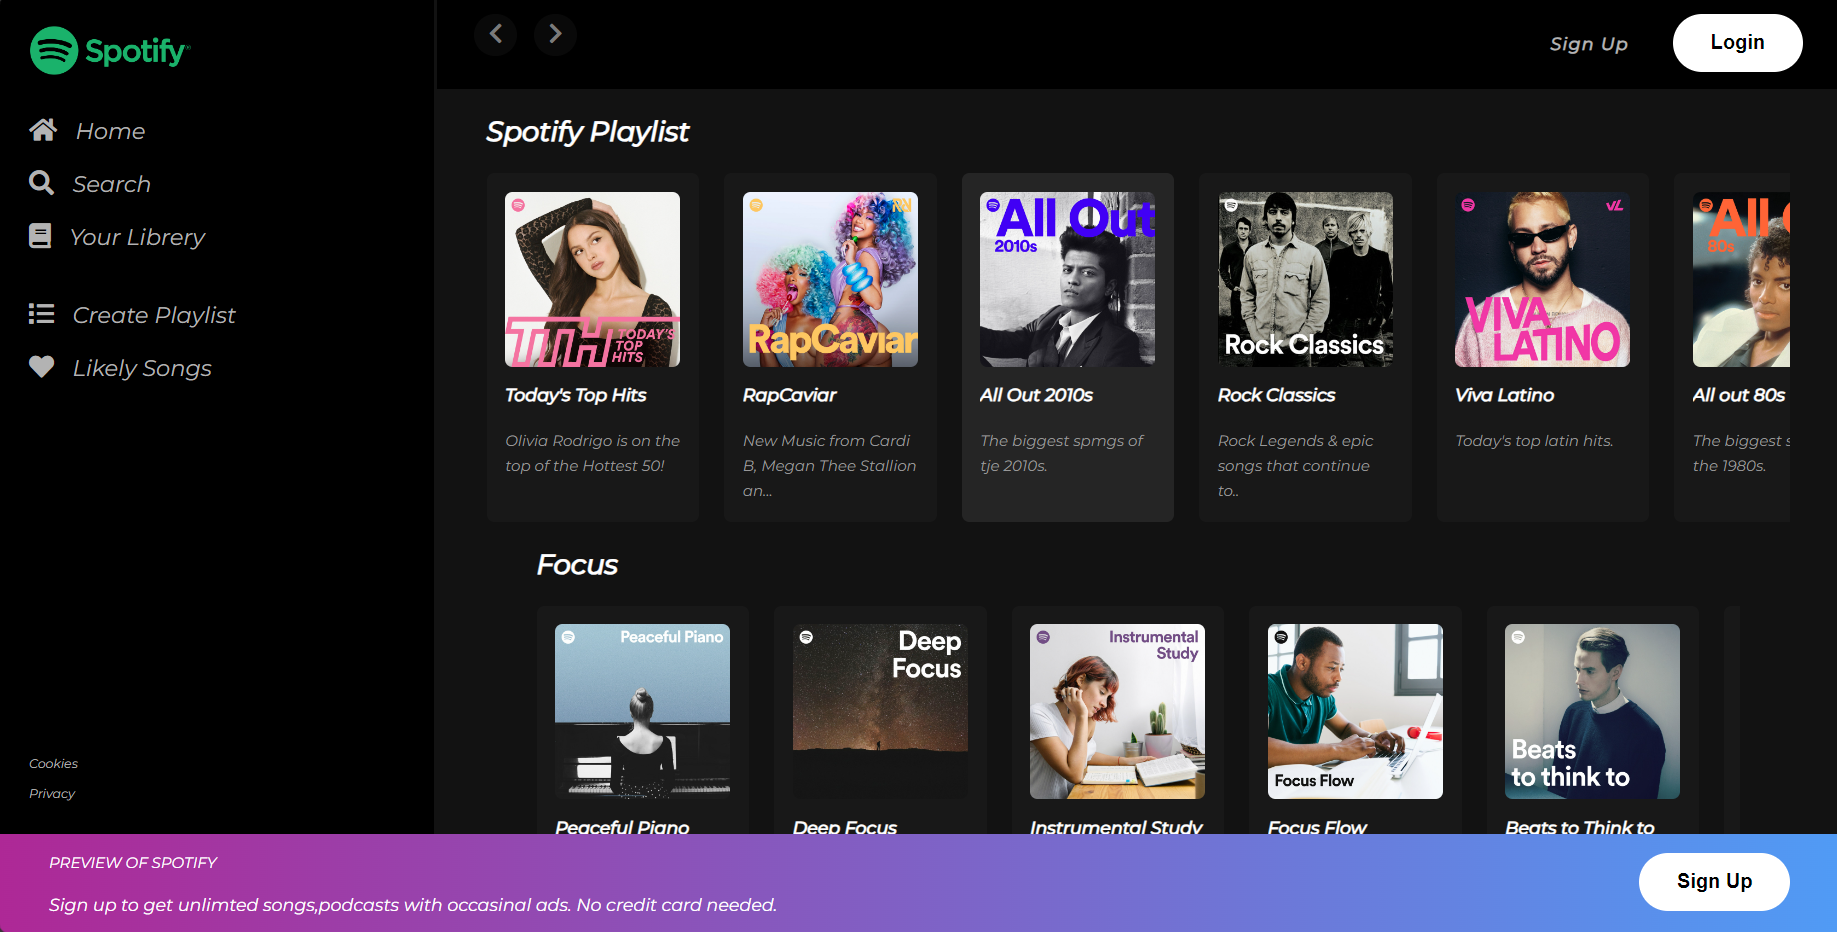 Spotify
Home
Search
Your Librery
Create Playlist
Likely Songs
Cookies
Privacy
Sign Up
Login
Spotify Playlist
TTH TODAY'S
TOP
HITS
RapCaviar
All Out
2010s
Rock Classics
VL
VIVA
LATINO
All O
80s
Today's Top Hits
RapCaviar
All Out 2010s
Rock Classics
Viva Latino
All out 80s
Olivia Rodrigo is on the
top of the Hottest 50!
New Music from Cardi
B, Megan Thee Stallion
an...
The biggest spmgs of
tje 2010s.
Rock Legends & epic
songs that continue
to..
Today's top latin hits.
The biggest s
the 1980s.
Focus
Peaceful Piano
Deep
Focus
Instrumental
Study
Focus Flow
Beats
to think to
Peaceful Piano
Deep Focus
Instrumental Study
Focus Flow
Beats to Think to
PREVIEW OF SPOTIFY
Sign up to get unlimted songs,podcasts with occasinal ads. No credit card needed.
Sign Up